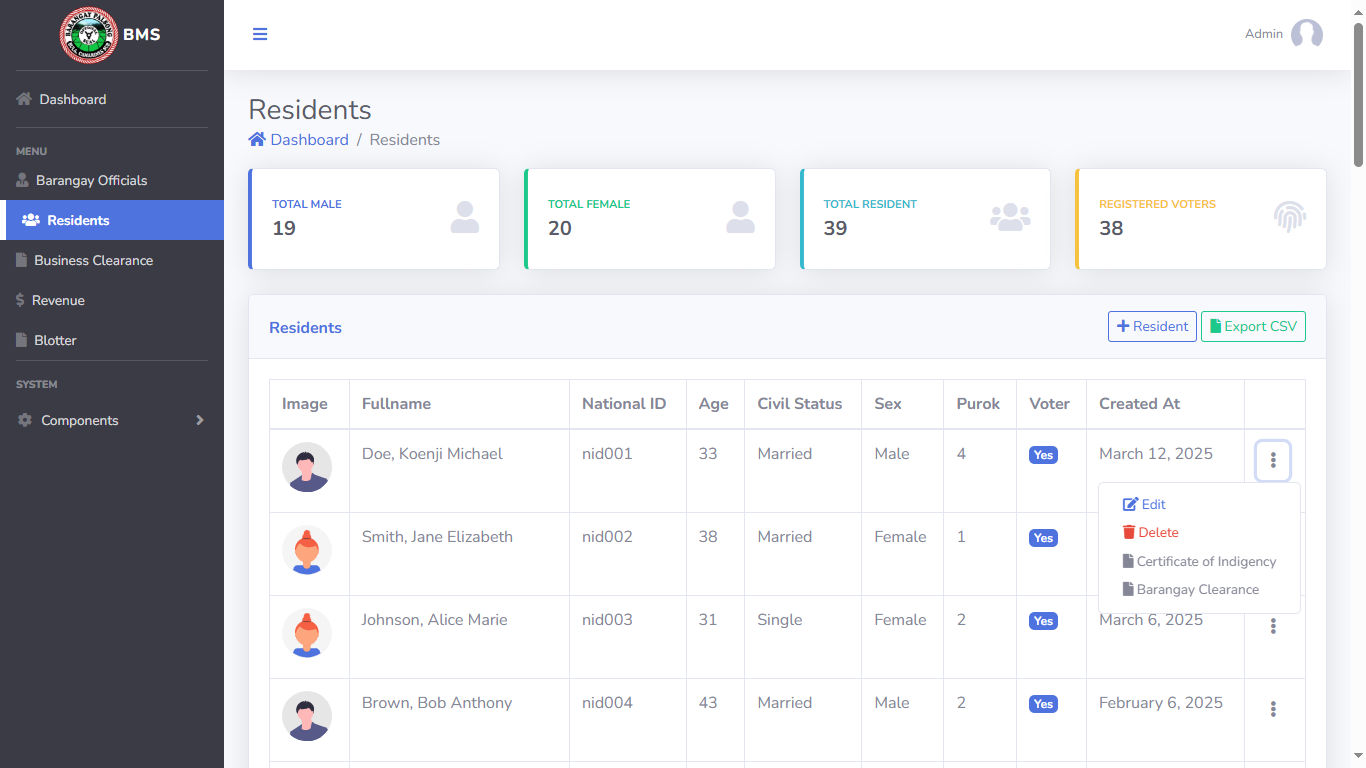 BMS
Admin
Dashboard
MENU
Barangay Officials
Residents
Business Clearance
Revenue
Blotter
SYSTEM
Components
Residents
Dashboard / Residents
TOTAL MALE
19
TOTAL FEMALE
20
TOTAL RESIDENT
39
REGISTERED VOTERS
38
Residents
Resident
Export CSV
Image Fullname National ID Age Civil Status Sex Purok Voter Created At
Doe, Koenji Michael nid001 33 Married Male 4 Yes March 12, 2025
Edit
Delete
Certificate of Indigency
Barangay Clearance
Smith, Jane Elizabeth nid002 38 Married Female 1 Yes
Johnson, Alice Marie nid003 31 Single Female 2 Yes March 6, 2025
Brown, Bob Anthony nid004 43 Married Male 2 Yes February 6, 2025